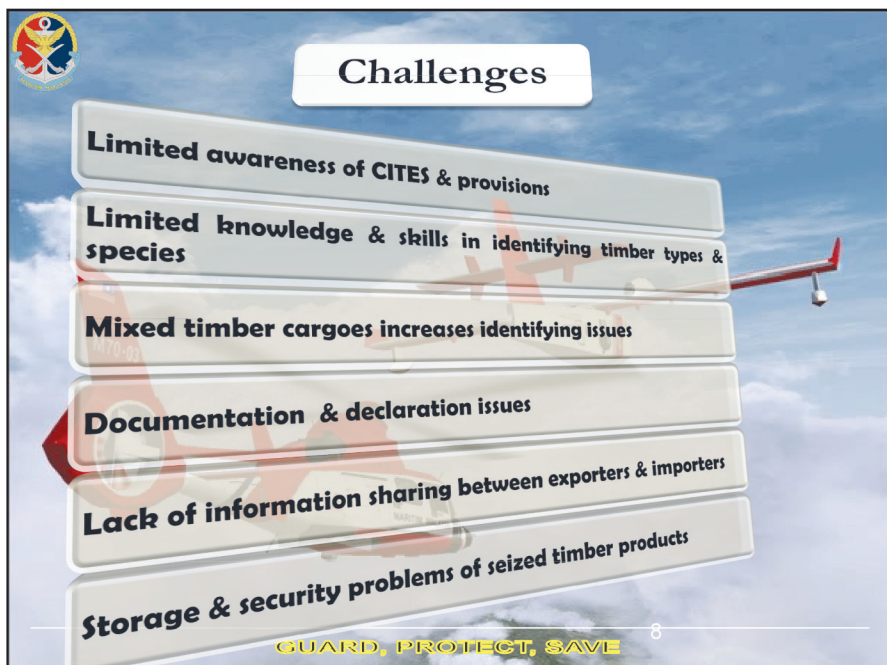 Challenges
Limited awareness of CITES & provisions
Limited knowledge & skills in identifying timber types &
species
Mixed timber cargoes increases identifying issues
Documentation & declaration issues
Lack of information sharing between exporters & importers
Storage & security problems of seized timber products
M70-03
8
GUARD, PROTECT, SAVE